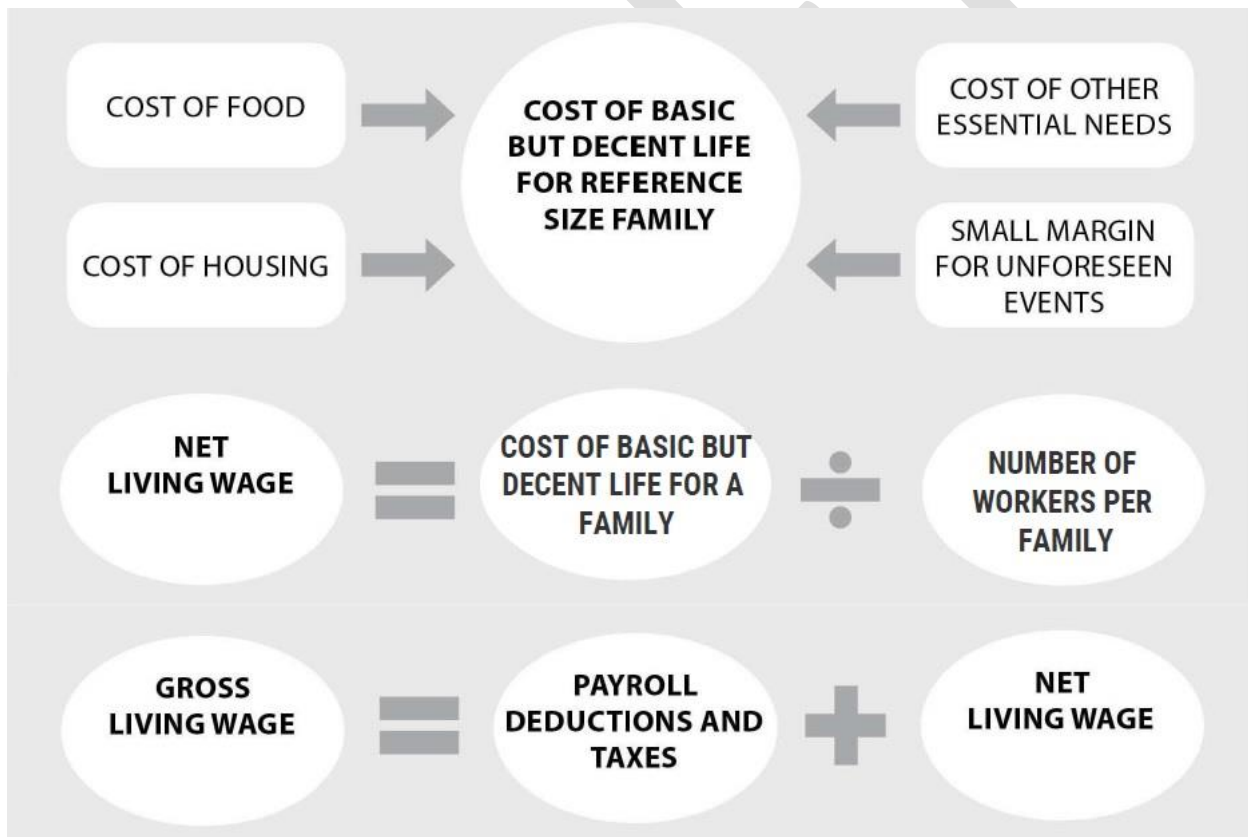 COST OF FOOD
COST OF BASIC
BUT DECENT LIFE
FOR REFERENCE
SIZE FAMILY
COST OF OTHER
ESSENTIAL NEEDS
COST OF HOUSING
SMALL MARGIN
FOR UNFORESEEN
EVENTS
NET
LIVING WAGE
COST OF BASIC BUT
DECENT LIFE FOR A
FAMILY
NUMBER OF
WORKERS PER
FAMILY
GROSS
LIVING WAGE
PAYROLL
DEDUCTIONS AND
TAXES
NET
LIVING WAGE